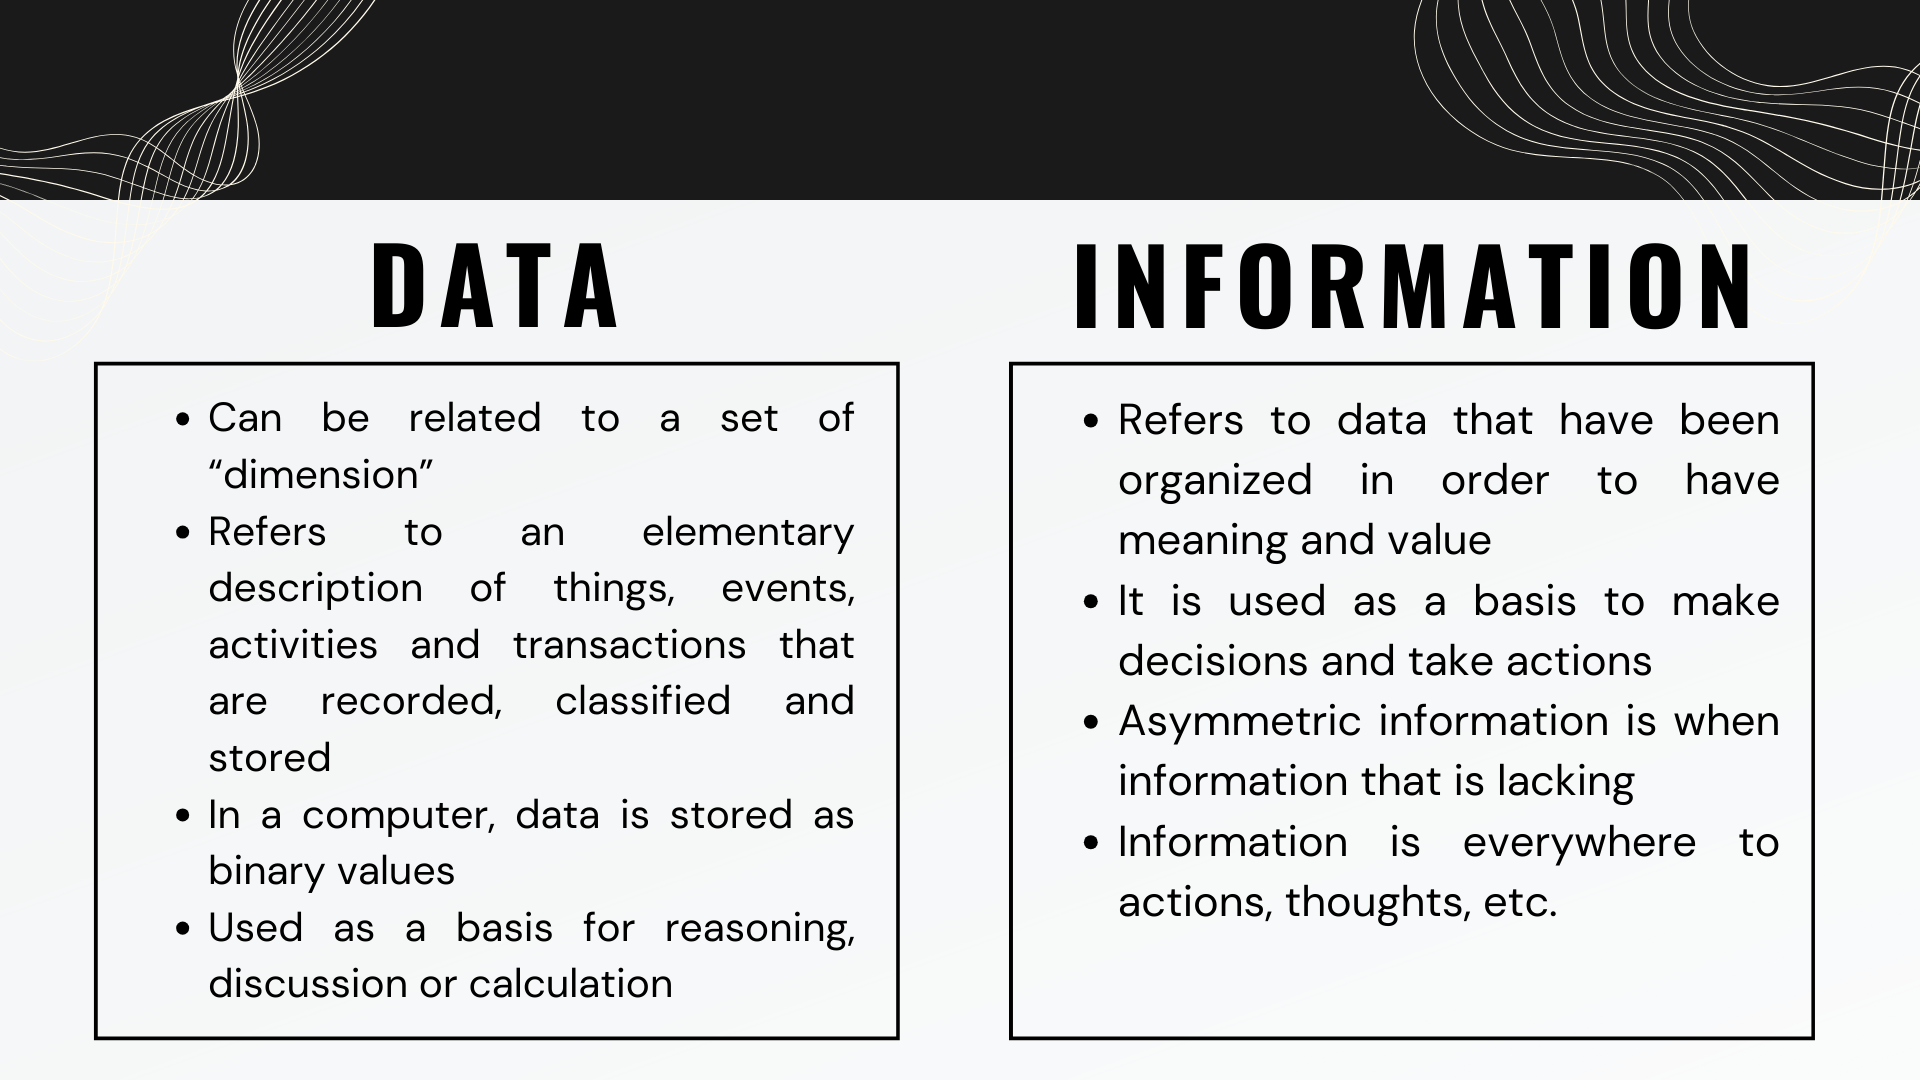 DATA
• Can be related to a set of
“dimension”
• Refers to an elementary
description of things, events,
activities and transactions that
are recorded, classified and
stored
• In a computer, data is stored as
binary values
• Used as a basis for reasoning,
discussion or calculation
INFORMATION
• Refers to data that have been
organized in order to have
meaning and value
• It is used as a basis to make
decisions and take actions
• Asymmetric information is when
information that is lacking
• Information is everywhere to
actions, thoughts, etc.